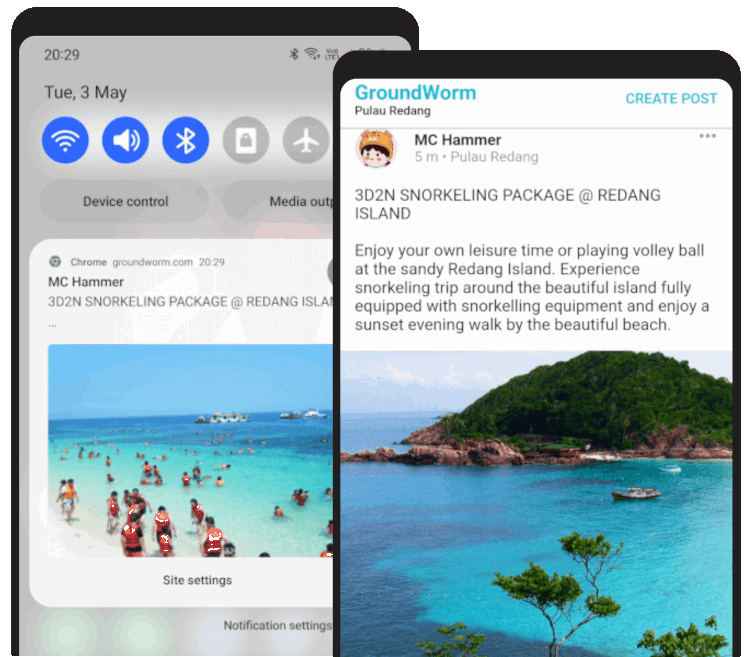 20:29
Tue, 3 May
Device control
Media outp
Chrome groundworm.com 20:29
MC Hammer
3D2N SNORKELING PACKAGE @ REDANG ISLAN
...
Site settings
Notification settings
GroundWorm
Pulau Redang
CREATE POST
MC Hammer
5 m • Pulau Redang
3D2N SNORKELING PACKAGE @ REDANG
ISLAND
Enjoy your own leisure time or playing volley ball
at the sandy Redang Island. Experience
snorkeling trip around the beautiful island fully
equipped with snorkelling equipment and enjoy a
sunset evening walk by the beautiful beach.